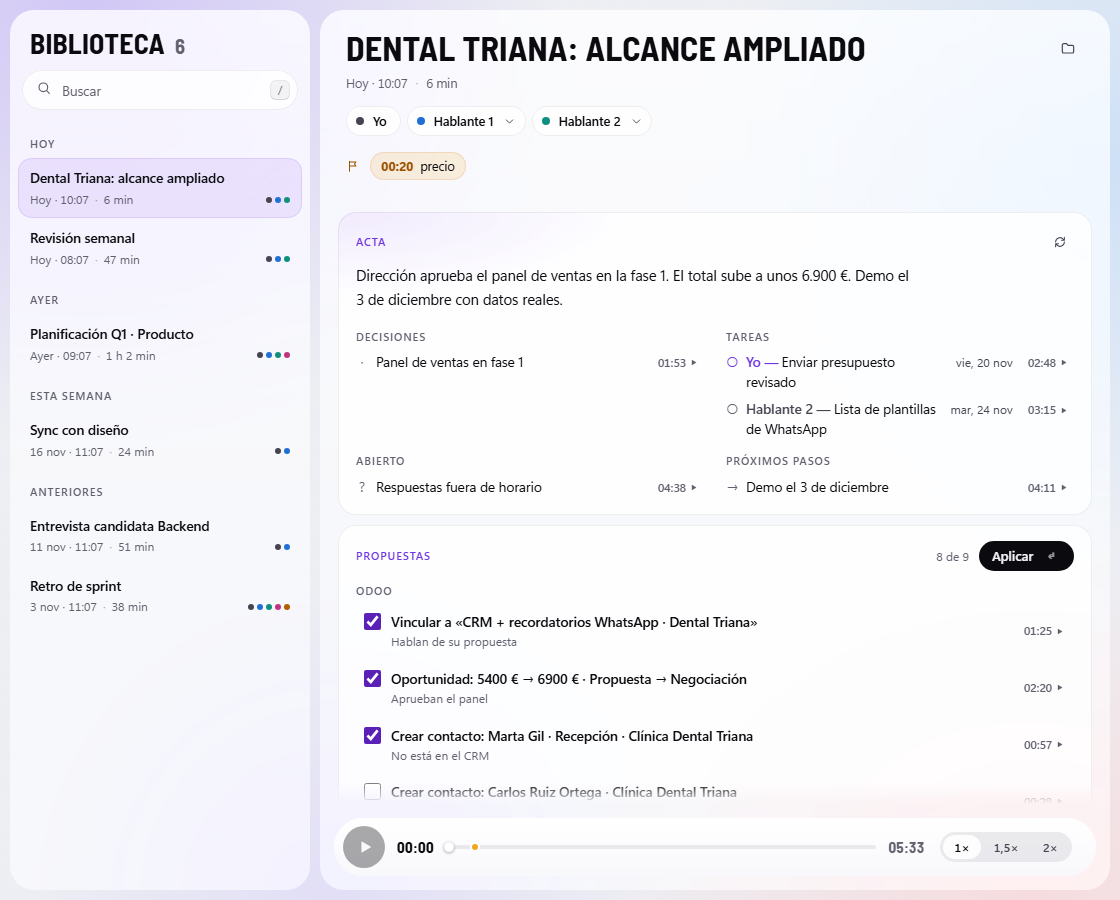 BIBLIOTECA 6
Buscar /
HOY
Dental Triana: alcance ampliado
Hoy · 10:07 · 6 min
Revisión semanal
Hoy · 08:07 · 47 min
AYER
Planificación Q1 · Producto
Ayer · 09:07 · 1 h 2 min
ESTA SEMANA
Sync con diseño
16 nov · 11:07 · 24 min
ANTERIORES
Entrevista candidata Backend
11 nov · 11:07 · 51 min
Retro de sprint
3 nov · 11:07 · 38 min
DENTAL TRIANA: ALCANCE AMPLIADO
Hoy · 10:07 · 6 min
Yo Hablante 1 Hablante 2
00:20 precio
ACTA
Dirección aprueba el panel de ventas en la fase 1. El total sube a unos 6.900 €. Demo el
3 de diciembre con datos reales.
DECISIONES
· Panel de ventas en fase 1 01:53
TAREAS
Yo — Enviar presupuesto vie, 20 nov 02:48
revisado
Hablante 2 — Lista de plantillas mar, 24 nov 03:15
de WhatsApp
ABIERTO
? Respuestas fuera de horario 04:38
PRÓXIMOS PASOS
→ Demo el 3 de diciembre 04:11
PROPUESTAS 8 de 9 Aplicar
ODOO
Vincular a «CRM + recordatorios WhatsApp · Dental Triana» 01:25
Hablan de su propuesta
Oportunidad: 5400 € → 6900 € · Propuesta → Negociación 02:20
Aprueban el panel
Crear contacto: Marta Gil · Recepción · Clínica Dental Triana 00:57
No está en el CRM
Crear contacto: Carlos Ruiz Ortega · Clínica Dental Triana
00:00 05:33 1× 1,5× 2×